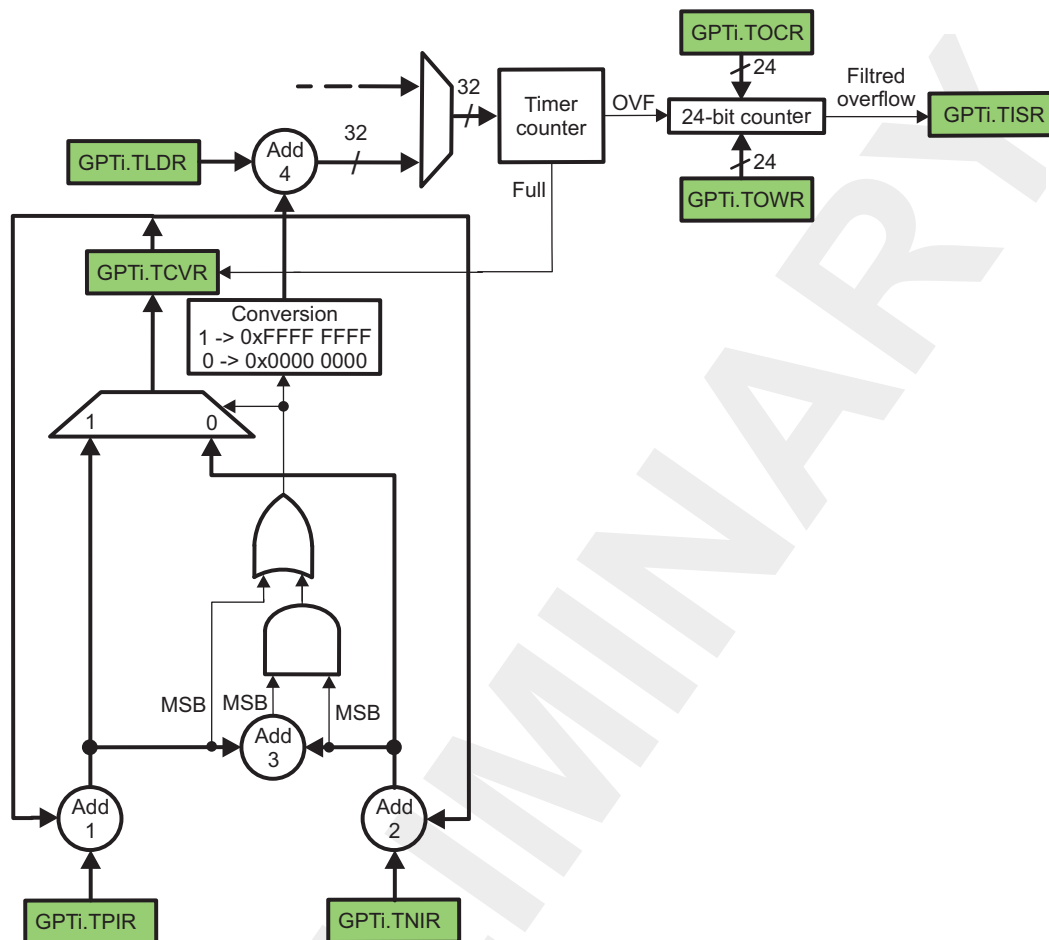 GPTi.TOCR
24
32
Timer
counter
OVF
24-bit counter
Filtred
overflow
GPTi.TISR
32
GPTi.TLDR
Add
4
Full
24
GPTi.TOWR
GPTi.TCVR
Conversion
1 -> 0xFFFF FFFF
0 -> 0x0000 0000
1
0
MSB
MSB
MSB
Add
3
Add
1
Add
2
GPTi.TPIR
GPTi.TNIR
IMINARY